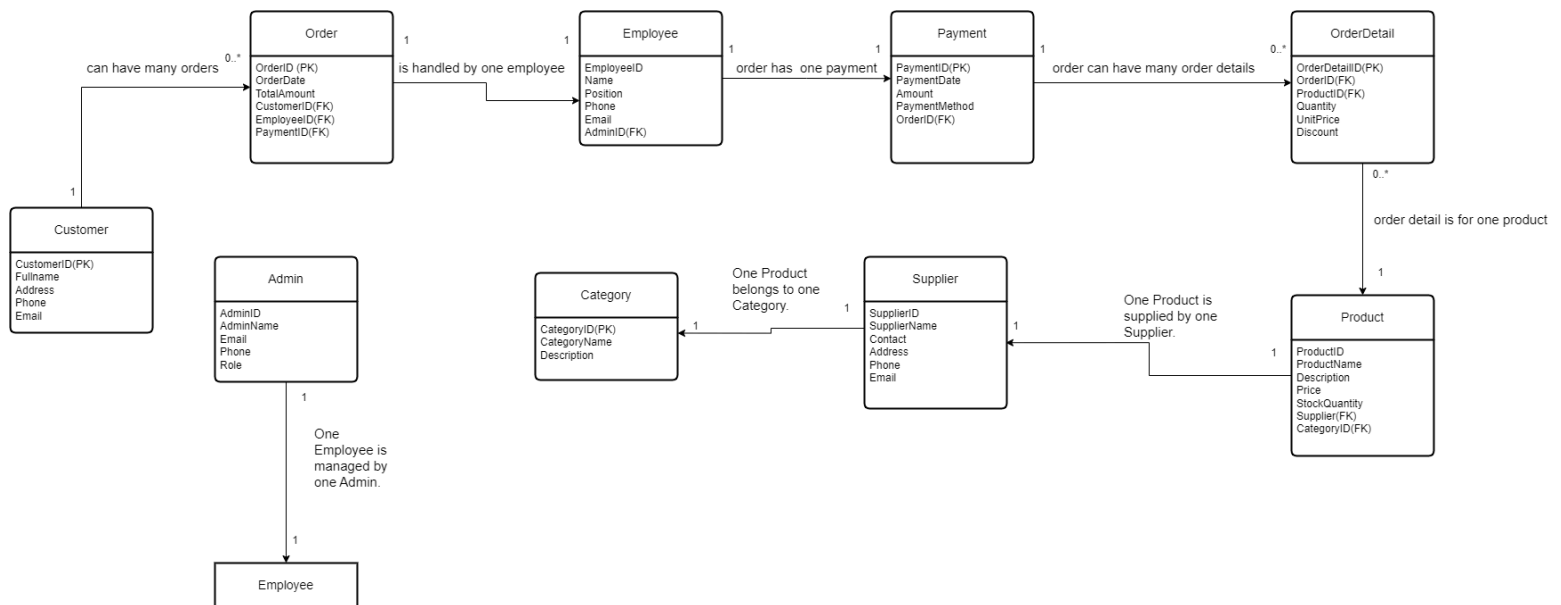 Order
OrderID (PK)
OrderDate
TotalAmount
CustomerID(FK)
EmployeeID(FK)
PaymentID(FK)
Employee
EmployeeID
Name
Position
Phone
Email
AdminID(FK)
Payment
PaymentID(PK)
PaymentDate
Amount
PaymentMethod
OrderID(FK)
OrderDetail
OrderDetailID(PK)
OrderID(FK)
ProductID(FK)
Quantity
UnitPrice
Discount
can have many orders
0..*
1
1
is handled by one employee
1
1
order has  one payment
1
1
order can have many order details
0..*
0..*
order detail is for one product
1
Customer
CustomerID(PK)
Fullname
Address
Phone
Email
Admin
AdminID
AdminName
Email
Phone
Role
1
One
Employee is
managed by
one Admin.
1
Employee
Category
CategoryID(PK)
CategoryName
Description
1
One Product
belongs to one
Category.
1
Supplier
SupplierID
SupplierName
Contact
Address
Phone
Email
1
One Product is
supplied by one
Supplier.
1
Product
ProductID
ProductName
Description
Price
StockQuantity
Supplier(FK)
CategoryID(FK)